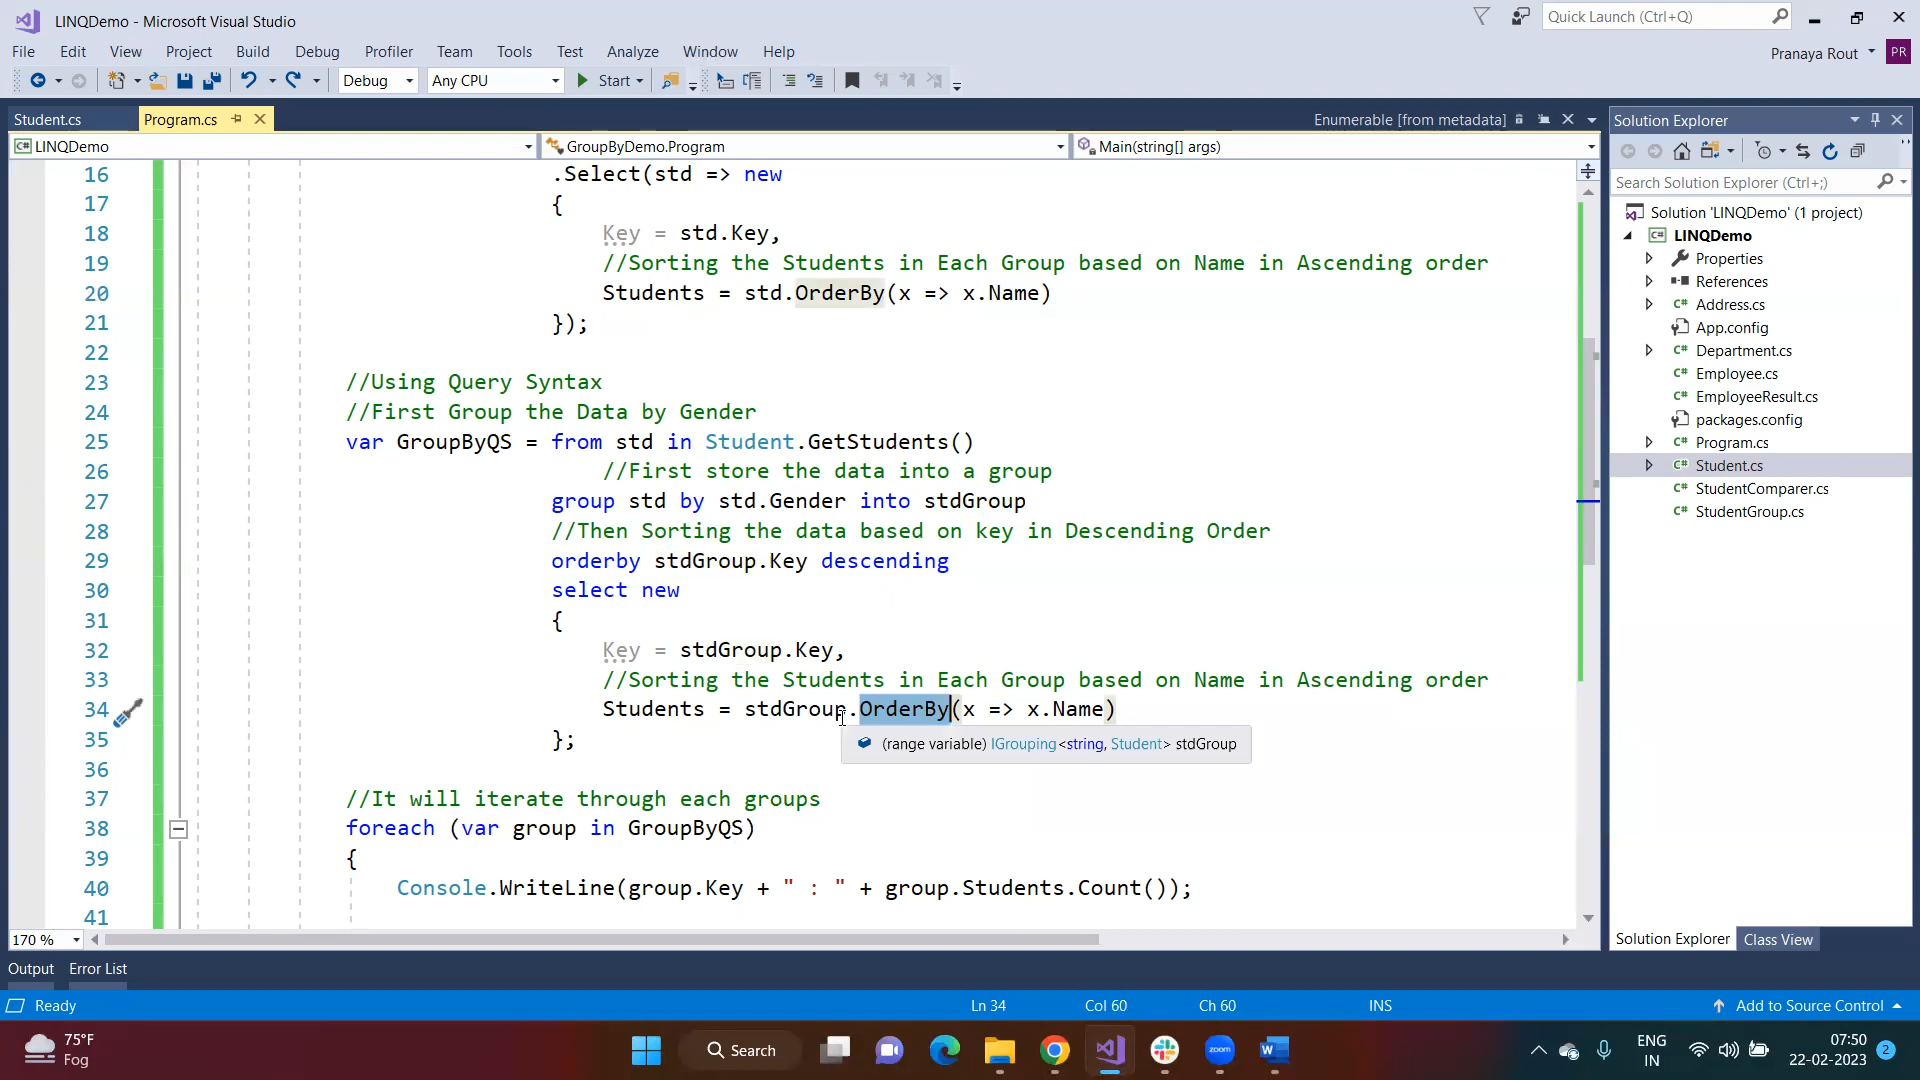 LINQDemo - Microsoft Visual Studio
Quick Launch (Ctrl+Q)
File Edit View Project Build Debug Profiler Team Tools Test Analyze Window Help
Pranaya Rout PR
Debug Any CPU Start
Student.cs Program.cs Enumerable [from metadata]
LINQDemo GroupByDemo.Program Main(string[] args)
16 .Select(std => new
17 {
18 Key = std.Key,
19 //Sorting the Students in Each Group based on Name in Ascending order
20 Students = std.OrderBy(x => x.Name)
21 });
22
23 //Using Query Syntax
24 //First Group the Data by Gender
25 var GroupByQS = from std in Student.GetStudents()
26 //First store the data into a group
27 group std by std.Gender into stdGroup
28 //Then Sorting the data based on key in Descending Order
29 orderby stdGroup.Key descending
30 select new
31 {
32 Key = stdGroup.Key,
33 //Sorting the Students in Each Group based on Name in Ascending order
34 Students = stdGroup.OrderBy(x => x.Name)
(range variable) IGrouping<string, Student> stdGroup
35 };
36
37 //It will iterate through each groups
38 foreach (var group in GroupByQS)
39 {
40 Console.WriteLine(group.Key + " : " + group.Students.Count());
41
170 %
Solution Explorer
Search Solution Explorer (Ctrl+;)
Solution 'LINQDemo' (1 project)
C# LINQDemo
Properties
References
C# Address.cs
App.config
C# Department.cs
C# Employee.cs
C# EmployeeResult.cs
packages.config
C# Program.cs
C# Student.cs
C# StudentComparer.cs
C# StudentGroup.cs
Solution Explorer Class View
Output Error List
Ready Ln 34 Col 60 Ch 60 INS Add to Source Control
75°F
Fog
Search
zoom
ENG
IN
07:50
22-02-2023
2